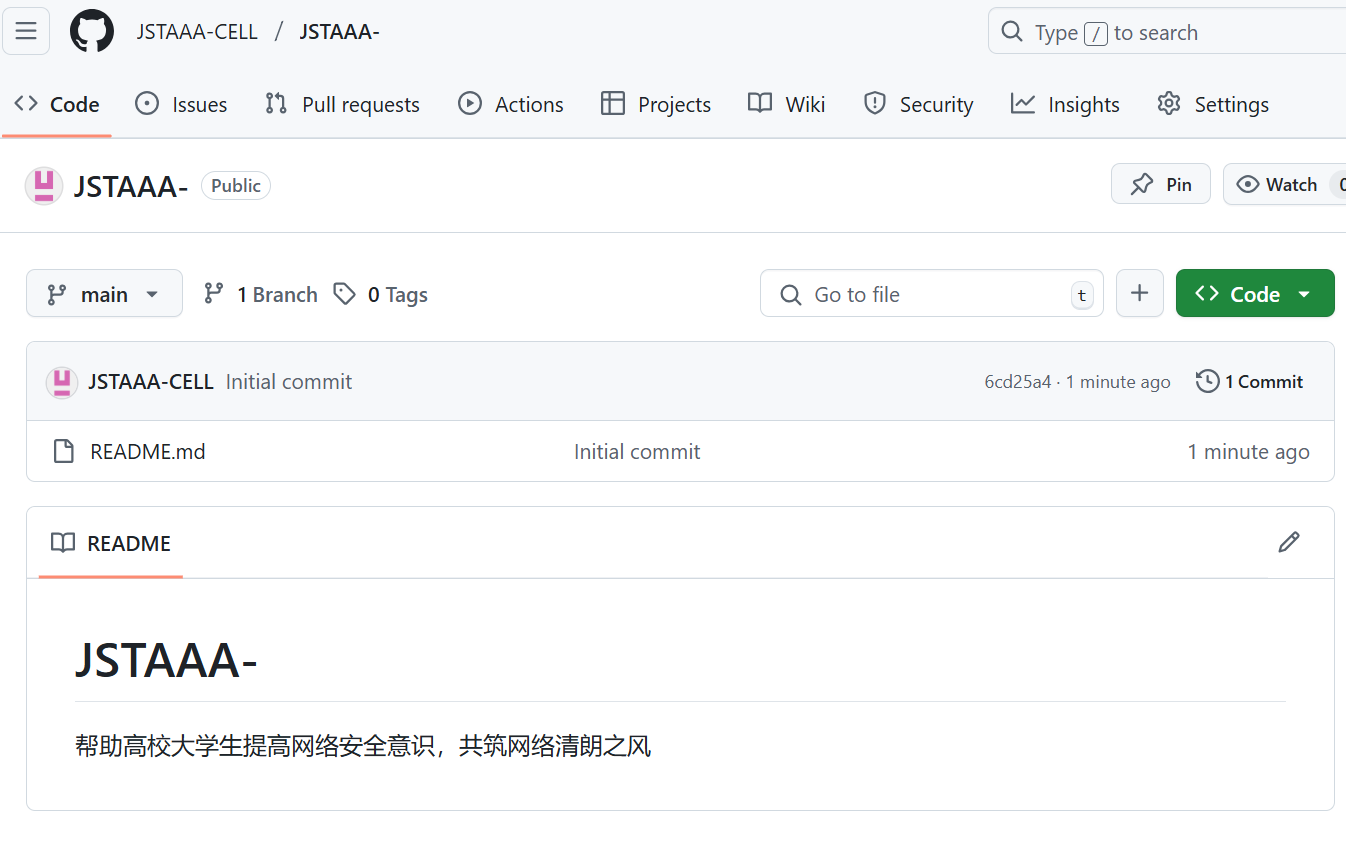 JSTAAA-CELL / JSTAAA-
Type / to search
Code Issues Pull requests Actions Projects Wiki Security Insights Settings
JSTAAA- Public Pin Watch
main 1 Branch 0 Tags Go to file t Code
JSTAAA-CELL Initial commit 6cd25a4 · 1 minute ago 1 Commit
README.md Initial commit 1 minute ago
README
JSTAAA-
帮助高校大学生提高网络安全意识，共筑网络清朗之风